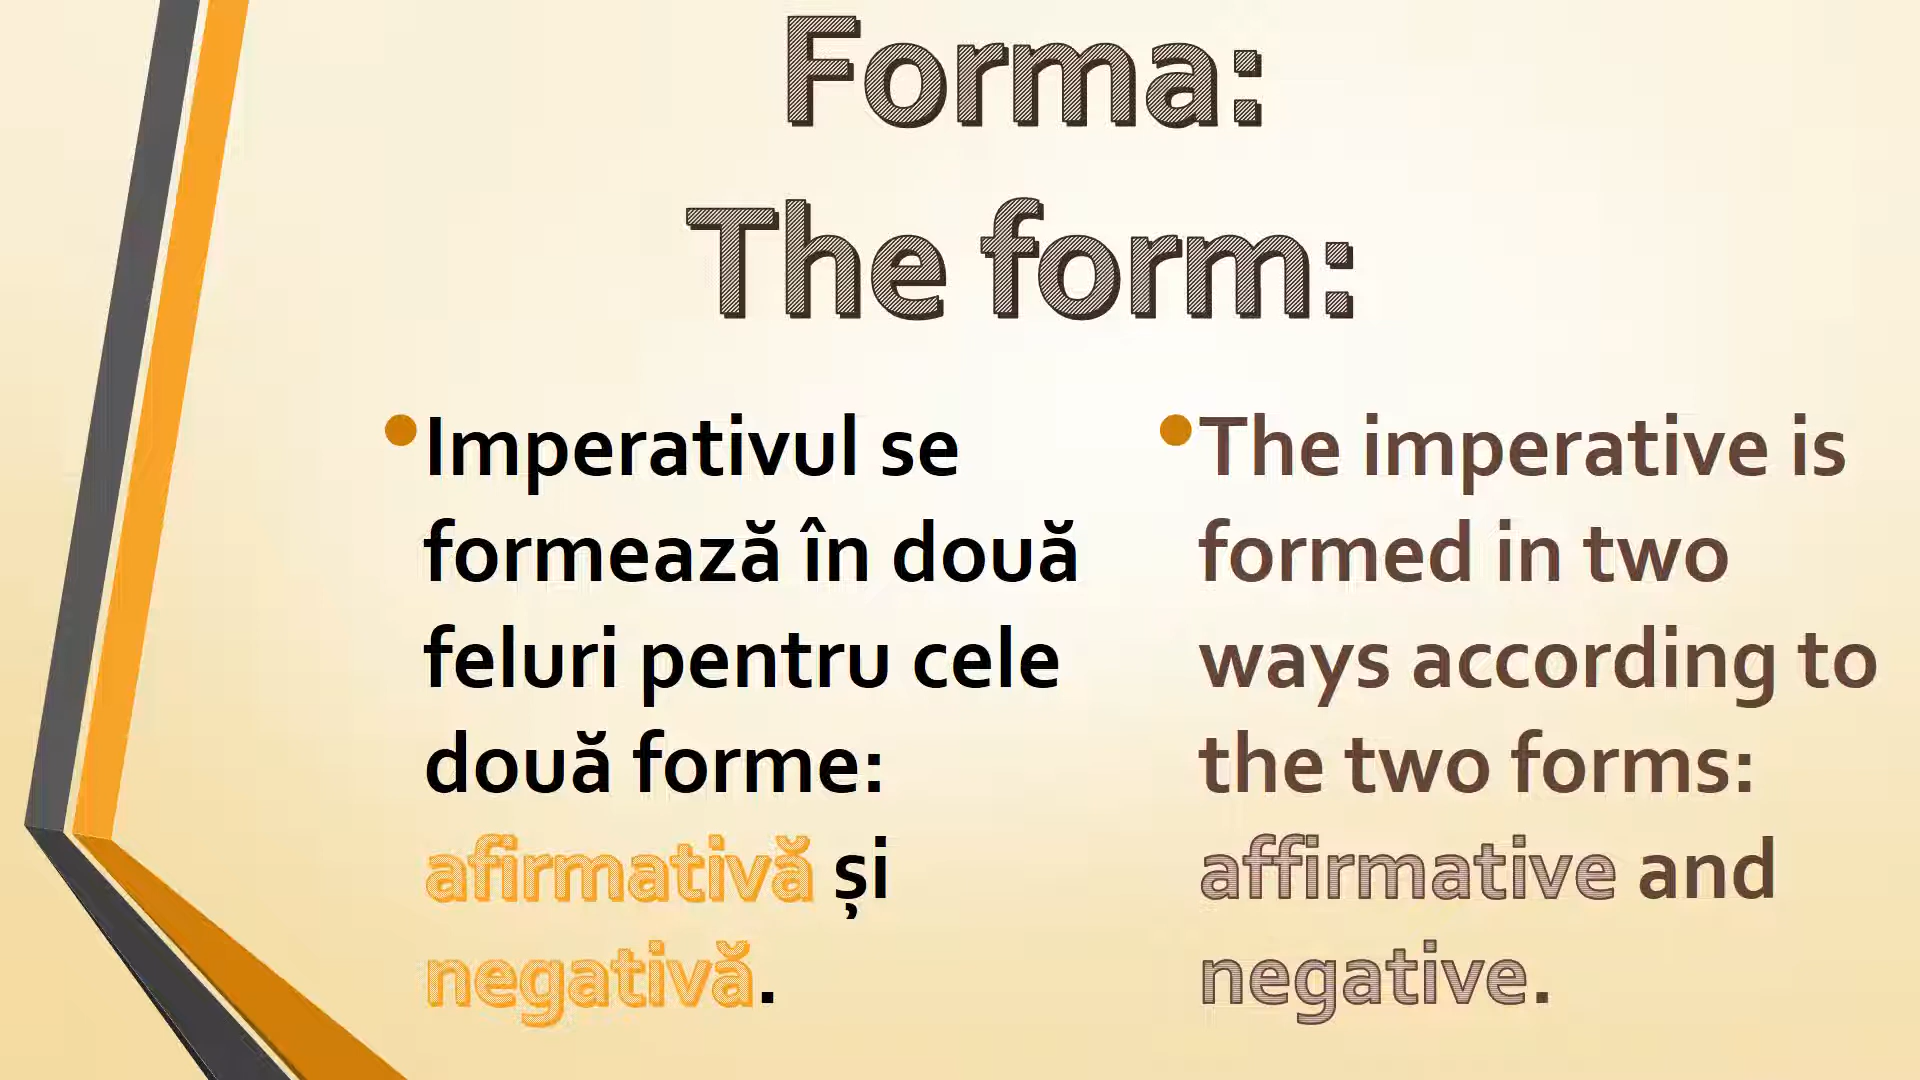 Forma:
The form:
Imperativul se
formează în două
feluri pentru cele
două forme:
afirmativă și
negativă.
The imperative is
formed in two
ways according to
the two forms:
affirmative and
negative.